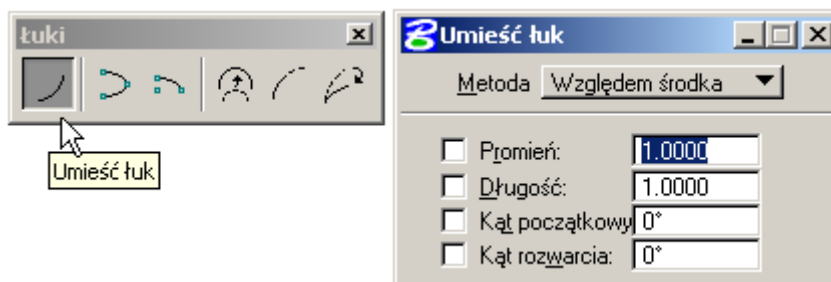 Łuki
Umieść łuk
Umieść łuk
Metoda Względem środka
Promień: 1.0000
Długość: 1.0000
Kąt początkowy 0°
Kąt rozwarcia: 0°